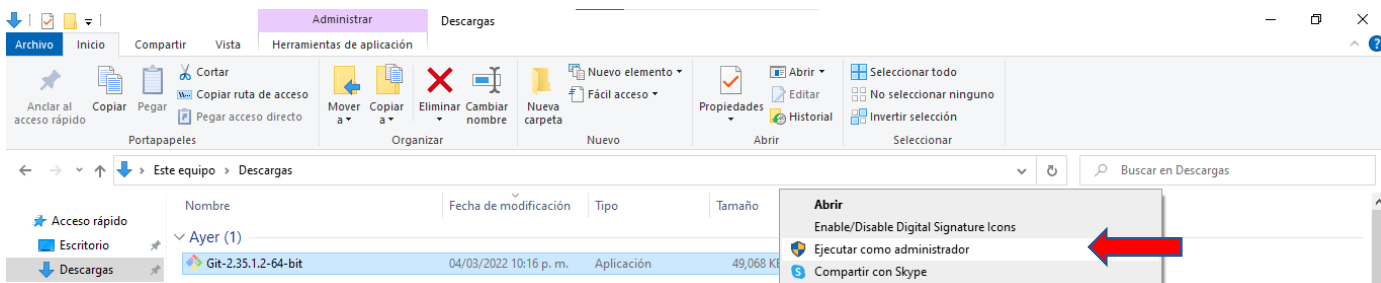 Administrar
Descargas
Archivo Inicio Compartir Vista Herramientas de aplicación
Anclar al acceso rápido
Copiar
Pegar
Cortar
Copiar ruta de acceso
Pegar acceso directo
Portapapeles
Mover a
Copiar a
Eliminar
Cambiar nombre
Organizar
Nueva carpeta
Nuevo elemento
Fácil acceso
Nuevo
Propiedades
Abrir
Editar
Historial
Abrir
Seleccionar todo
No seleccionar ninguno
Invertir selección
Seleccionar
Este equipo > Descargas
Buscar en Descargas
Nombre Fecha de modificación Tipo Tamaño
Acceso rápido
Escritorio
Descargas
Ayer (1)
Git-2.35.1.2-64-bit 04/03/2022 10:16 p. m. Aplicación 49,068 KB
Abrir
Enable/Disable Digital Signature Icons
Ejecutar como administrador
Compartir con Skype